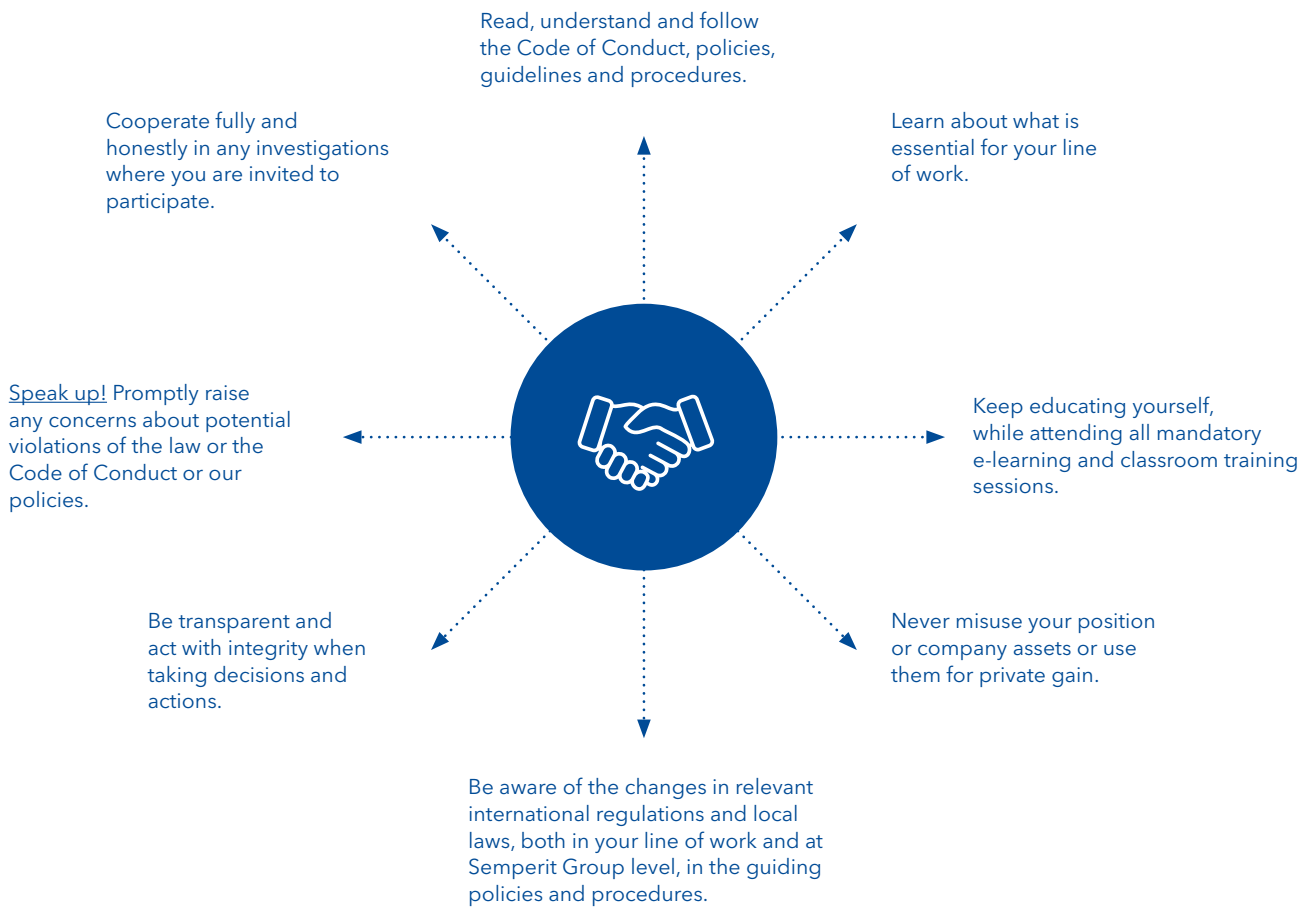 Read, understand and follow
the Code of Conduct, policies,
guidelines and procedures.
Learn about what is
essential for your line
of work.
Keep educating yourself,
while attending all mandatory
e-learning and classroom training
sessions.
Never misuse your position
or company assets or use
them for private gain.
Be aware of the changes in relevant
international regulations and local
laws, both in your line of work and at
Semperit Group level, in the guiding
policies and procedures.
Be transparent and
act with integrity when
taking decisions and
actions.
Speak up! Promptly raise
any concerns about potential
violations of the law or the
Code of Conduct or our
policies.
Cooperate fully and
honestly in any investigations
where you are invited to
participate.